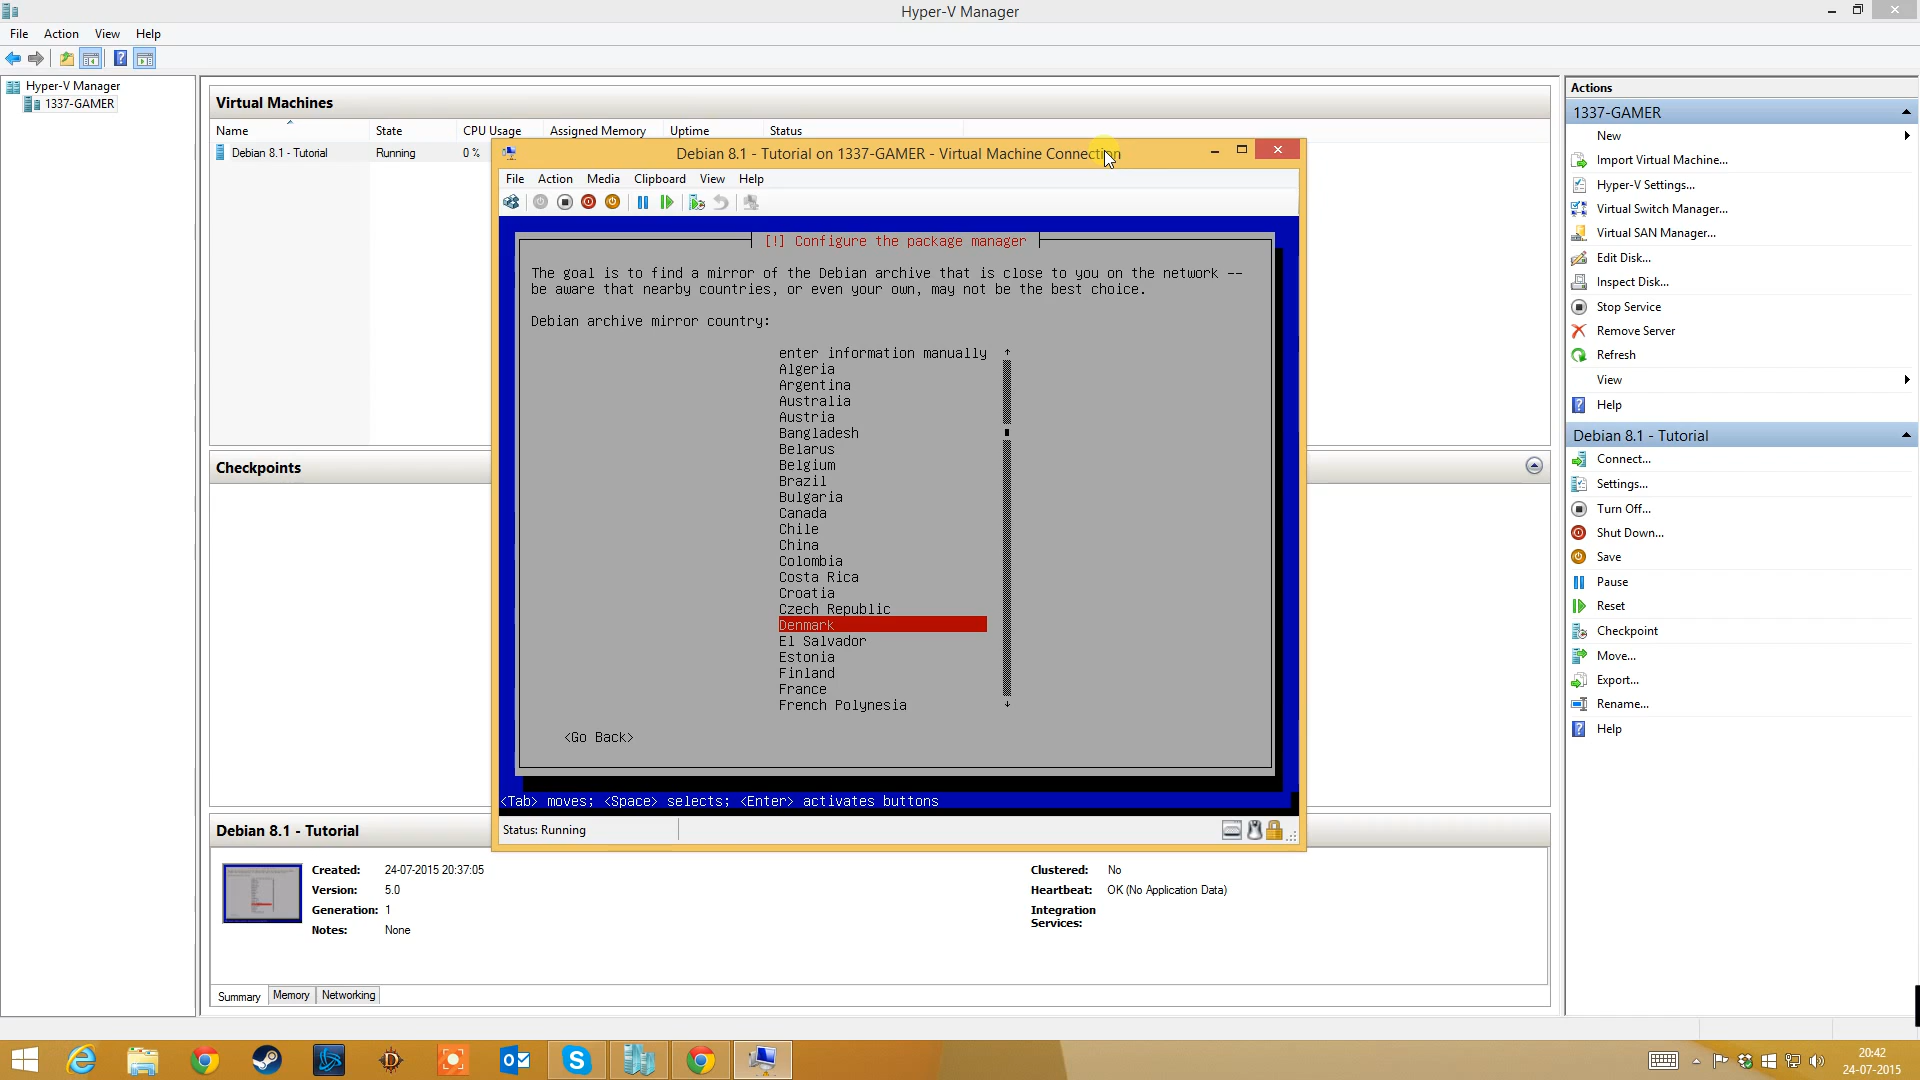 Hyper-V Manager
File Action View Help
Hyper-V Manager
1337-GAMER
Virtual Machines
Name State CPU Usage Assigned Memory Uptime Status
Debian 8.1 - Tutorial Running 0 %
Debian 8.1 - Tutorial on 1337-GAMER - Virtual Machine Connection
File Action Media Clipboard View Help
[!] Configure the package manager
The goal is to find a mirror of the Debian archive that is close to you on the network --
be aware that nearby countries, or even your own, may not be the best choice.
Debian archive mirror country:
enter information manually
Algeria
Argentina
Australia
Austria
Bangladesh
Belarus
Belgium
Brazil
Bulgaria
Canada
Chile
China
Colombia
Costa Rica
Croatia
Czech Republic
Denmark
El Salvador
Estonia
Finland
France
French Polynesia
<Go Back>
<Tab> moves; <Space> selects; <Enter> activates buttons
Status: Running
Checkpoints
Debian 8.1 - Tutorial
Created: 24-07-2015 20:37:05
Version: 5.0
Generation: 1
Notes: None
Clustered: No
Heartbeat: OK (No Application Data)
Integration
Services:
Summary Memory Networking
Actions
1337-GAMER
New
Import Virtual Machine...
Hyper-V Settings...
Virtual Switch Manager...
Virtual SAN Manager...
Edit Disk...
Inspect Disk...
Stop Service
Remove Server
Refresh
View
Help
Debian 8.1 - Tutorial
Connect...
Settings...
Turn Off...
Shut Down...
Save
Pause
Reset
Checkpoint
Move...
Export...
Rename...
Help
20:42
24-07-2015